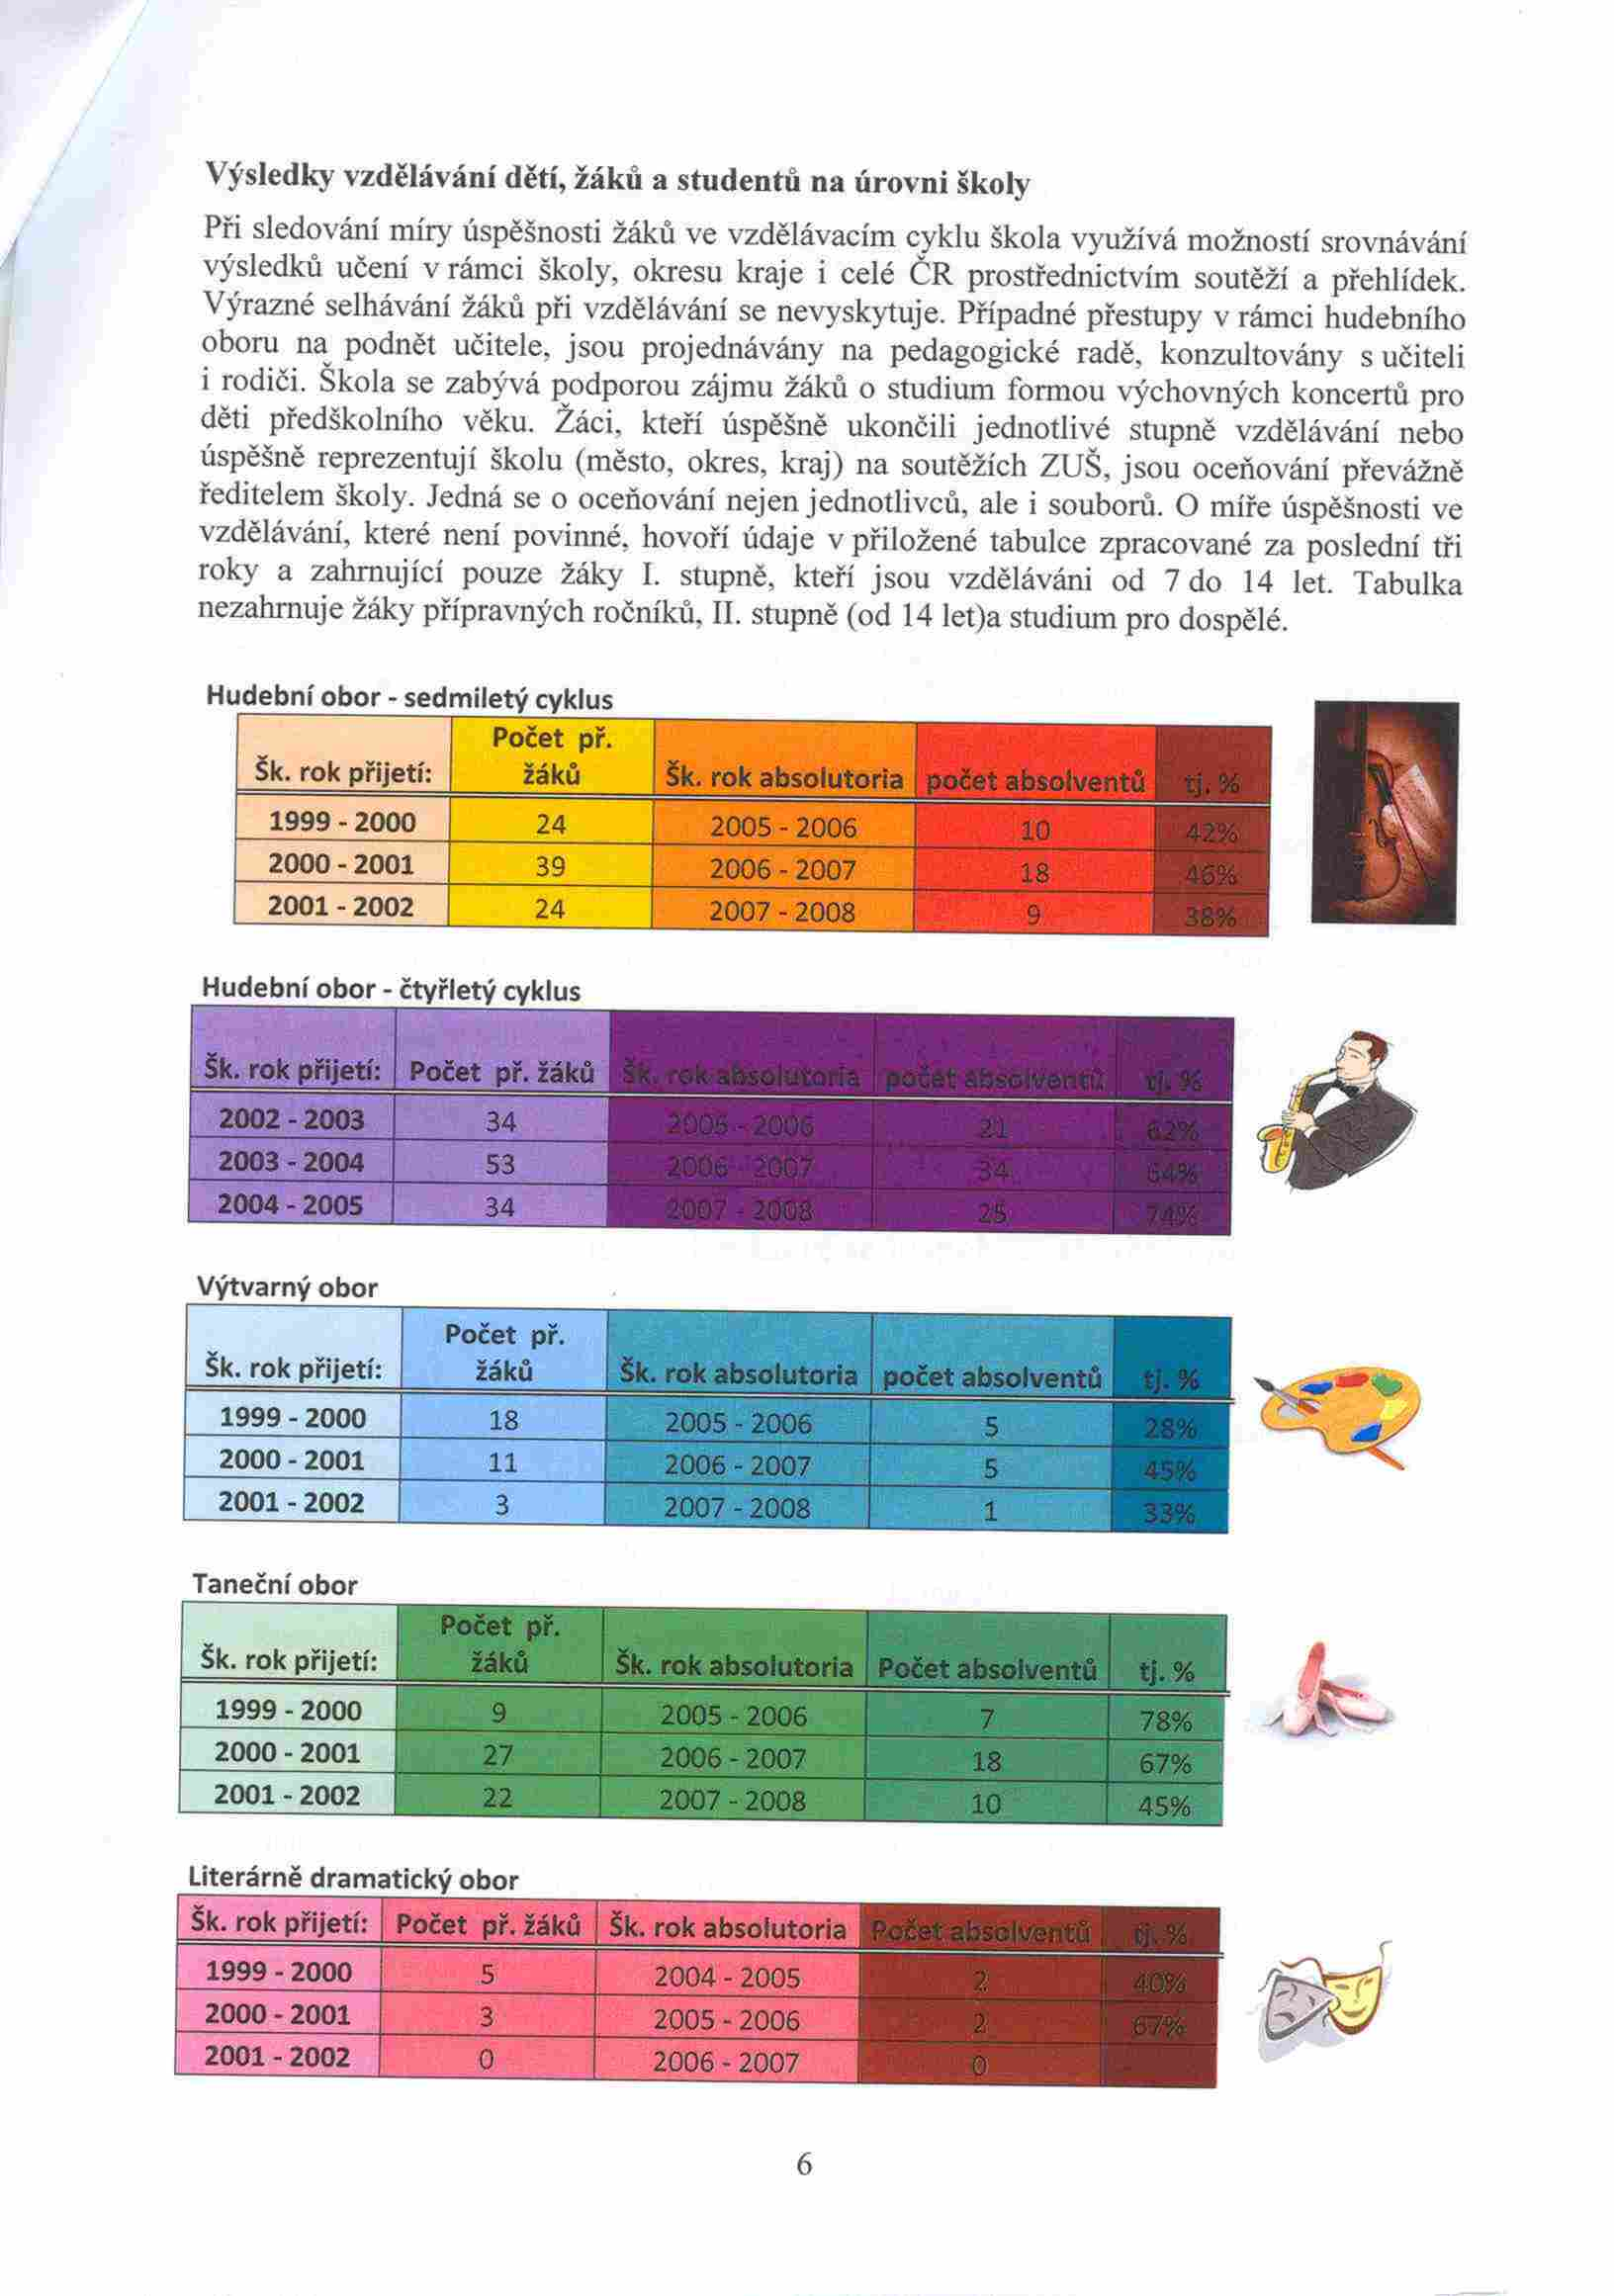 Výsledky vzdělávání dětí, žáků a studentů na úrovni školy
Při sledování míry úspěšnosti žáků ve vzdělávacím cyklu škola využívá možností srovnávání
výsledků učení v rámci školy, okresu kraje i celé ČR prostřednictvím soutěží a přehlídek.
Výrazné selhávání žáků při vzdělávání se nevyskytuje. Případné přestupy v rámci hudebního
oboru na podnět učitele, jsou projednávány na pedagogické radě, konzultovány s učiteli
i rodiči. Škola se zabývá podporou zájmu žáků o studium formou výchovných koncertů pro
děti předškolního věku. Žáci, kteří úspěšně ukončili jednotlivé stupně vzdělávání nebo
úspěšně reprezentují školu (město, okres, kraj) na soutěžích ZUŠ, jsou oceňování převážně
ředitelem školy. Jedná se o oceňování nejen jednotlivců, ale i souborů. O míře úspěšnosti ve
vzdělávání, které není povinné, hovoří údaje v přiložené tabulce zpracované za poslední tři
roky a zahrnující pouze žáky I. stupně, kteří jsou vzděláváni od 7 do 14 let. Tabulka
nezahrnuje žáky přípravných ročníků, II. stupně (od 14 let)a studium pro dospělé.
Hudební obor - sedmiletý cyklus
Šk. rok přijetí: Počet př. žáků Šk. rok absolutoria počet absolventů tj. %
1999 - 2000 24 2005 - 2006 10 42%
2000 - 2001 39 2006 - 2007 18 46%
2001 - 2002 24 2007 - 2008 9 38%
Hudební obor - čtyřletý cyklus
Šk. rok přijetí: Počet př. žáků Šk. rok absolutoria počet absolventů tj. %
2002 - 2003 34 2005 - 2006 21 62%
2003 - 2004 53 2006 - 2007 34 64%
2004 - 2005 34 2007 - 2008 25 74%
Výtvarný obor
Šk. rok přijetí: Počet př. žáků Šk. rok absolutoria počet absolventů tj. %
1999 - 2000 18 2005 - 2006 5 28%
2000 - 2001 11 2006 - 2007 5 45%
2001 - 2002 3 2007 - 2008 1 33%
Taneční obor
Šk. rok přijetí: Počet př. žáků Šk. rok absolutoria Počet absolventů tj. %
1999 - 2000 9 2005 - 2006 7 78%
2000 - 2001 27 2006 - 2007 18 67%
2001 - 2002 22 2007 - 2008 10 45%
Literárně dramatický obor
Šk. rok přijetí: Počet př. žáků Šk. rok absolutoria Počet absolventů tj. %
1999 - 2000 5 2004 - 2005 2 40%
2000 - 2001 3 2005 - 2006 2 67%
2001 - 2002 0 2006 - 2007 0
6